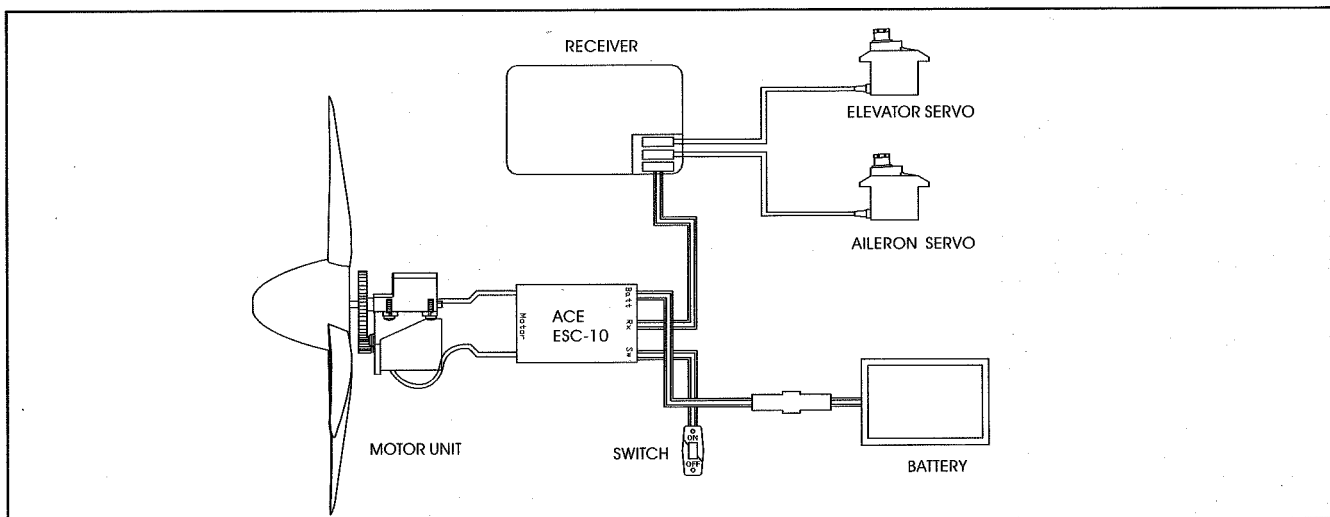 RECEIVER
ELEVATOR SERVO
AILERON SERVO
Motor
ACE
ESC-10
Batt
Rx
Sw
MOTOR UNIT
SWITCH
ON
OFF
BATTERY